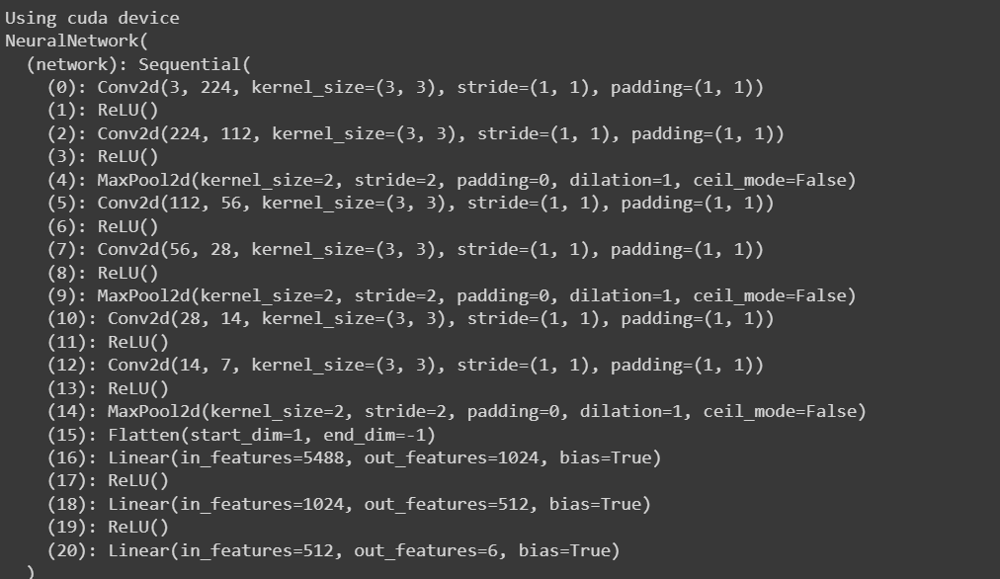 Using cuda device
NeuralNetwork(
  (network): Sequential(
    (0): Conv2d(3, 224, kernel_size=(3, 3), stride=(1, 1), padding=(1, 1))
    (1): ReLU()
    (2): Conv2d(224, 112, kernel_size=(3, 3), stride=(1, 1), padding=(1, 1))
    (3): ReLU()
    (4): MaxPool2d(kernel_size=2, stride=2, padding=0, dilation=1, ceil_mode=False)
    (5): Conv2d(112, 56, kernel_size=(3, 3), stride=(1, 1), padding=(1, 1))
    (6): ReLU()
    (7): Conv2d(56, 28, kernel_size=(3, 3), stride=(1, 1), padding=(1, 1))
    (8): ReLU()
    (9): MaxPool2d(kernel_size=2, stride=2, padding=0, dilation=1, ceil_mode=False)
    (10): Conv2d(28, 14, kernel_size=(3, 3), stride=(1, 1), padding=(1, 1))
    (11): ReLU()
    (12): Conv2d(14, 7, kernel_size=(3, 3), stride=(1, 1), padding=(1, 1))
    (13): ReLU()
    (14): MaxPool2d(kernel_size=2, stride=2, padding=0, dilation=1, ceil_mode=False)
    (15): Flatten(start_dim=1, end_dim=-1)
    (16): Linear(in_features=5488, out_features=1024, bias=True)
    (17): ReLU()
    (18): Linear(in_features=1024, out_features=512, bias=True)
    (19): ReLU()
    (20): Linear(in_features=512, out_features=6, bias=True)
  )